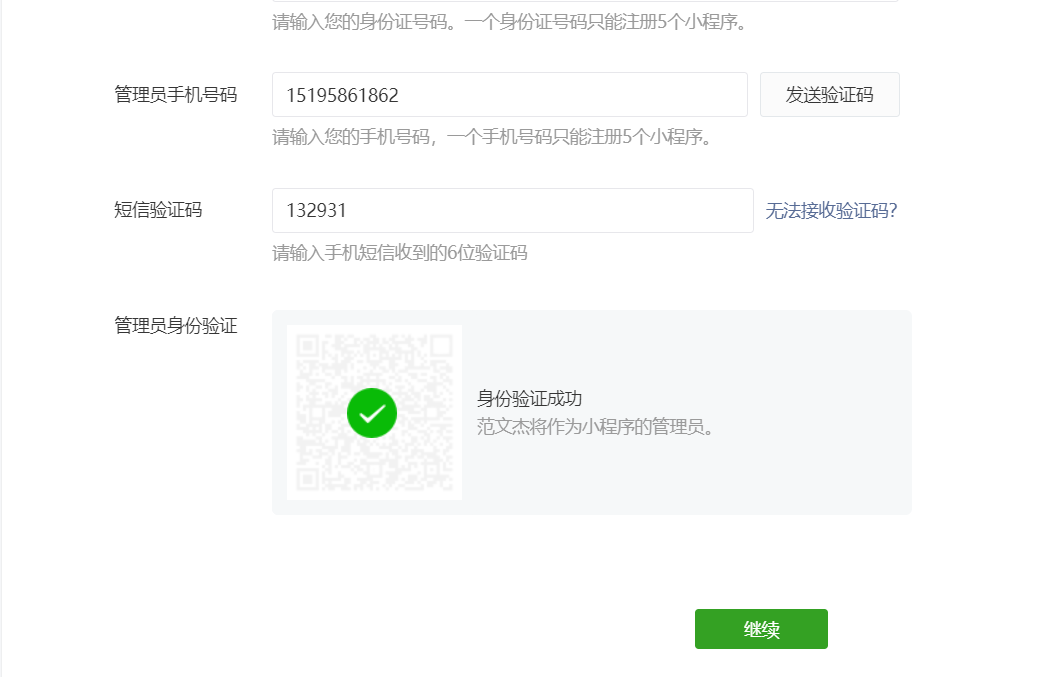 请输入您的身份证号码。一个身份证号码只能注册5个小程序。
管理员手机号码 15195861862 发送验证码
请输入您的手机号码，一个手机号码只能注册5个小程序。
短信验证码 132931 无法接收验证码?
请输入手机短信收到的6位验证码
管理员身份验证
身份验证成功
范文杰将作为小程序的管理员。
继续